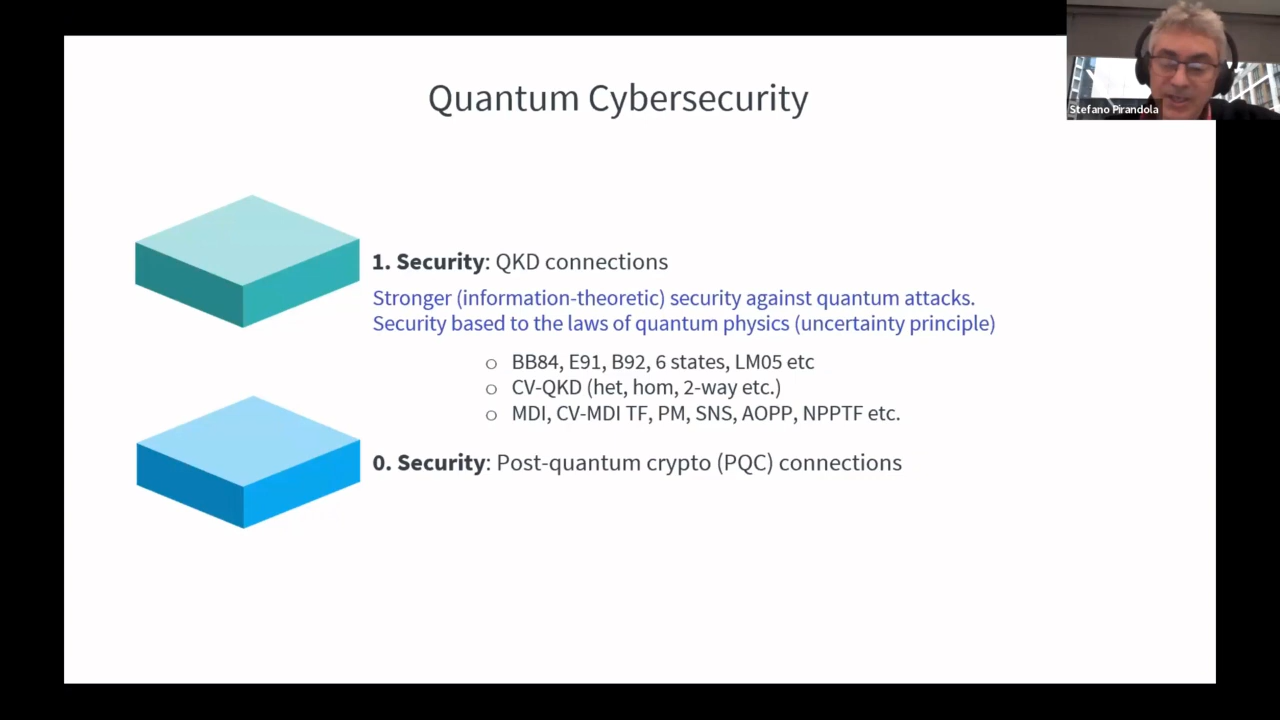 Quantum Cybersecurity
Stefano Pirandola
1. Security: QKD connections
Stronger (information-theoretic) security against quantum attacks.
Security based to the laws of quantum physics (uncertainty principle)
○ BB84, E91, B92, 6 states, LM05 etc
○ CV-QKD (het, hom, 2-way etc.)
○ MDI, CV-MDI TF, PM, SNS, AOPP, NPPTF etc.
0. Security: Post-quantum crypto (PQC) connections